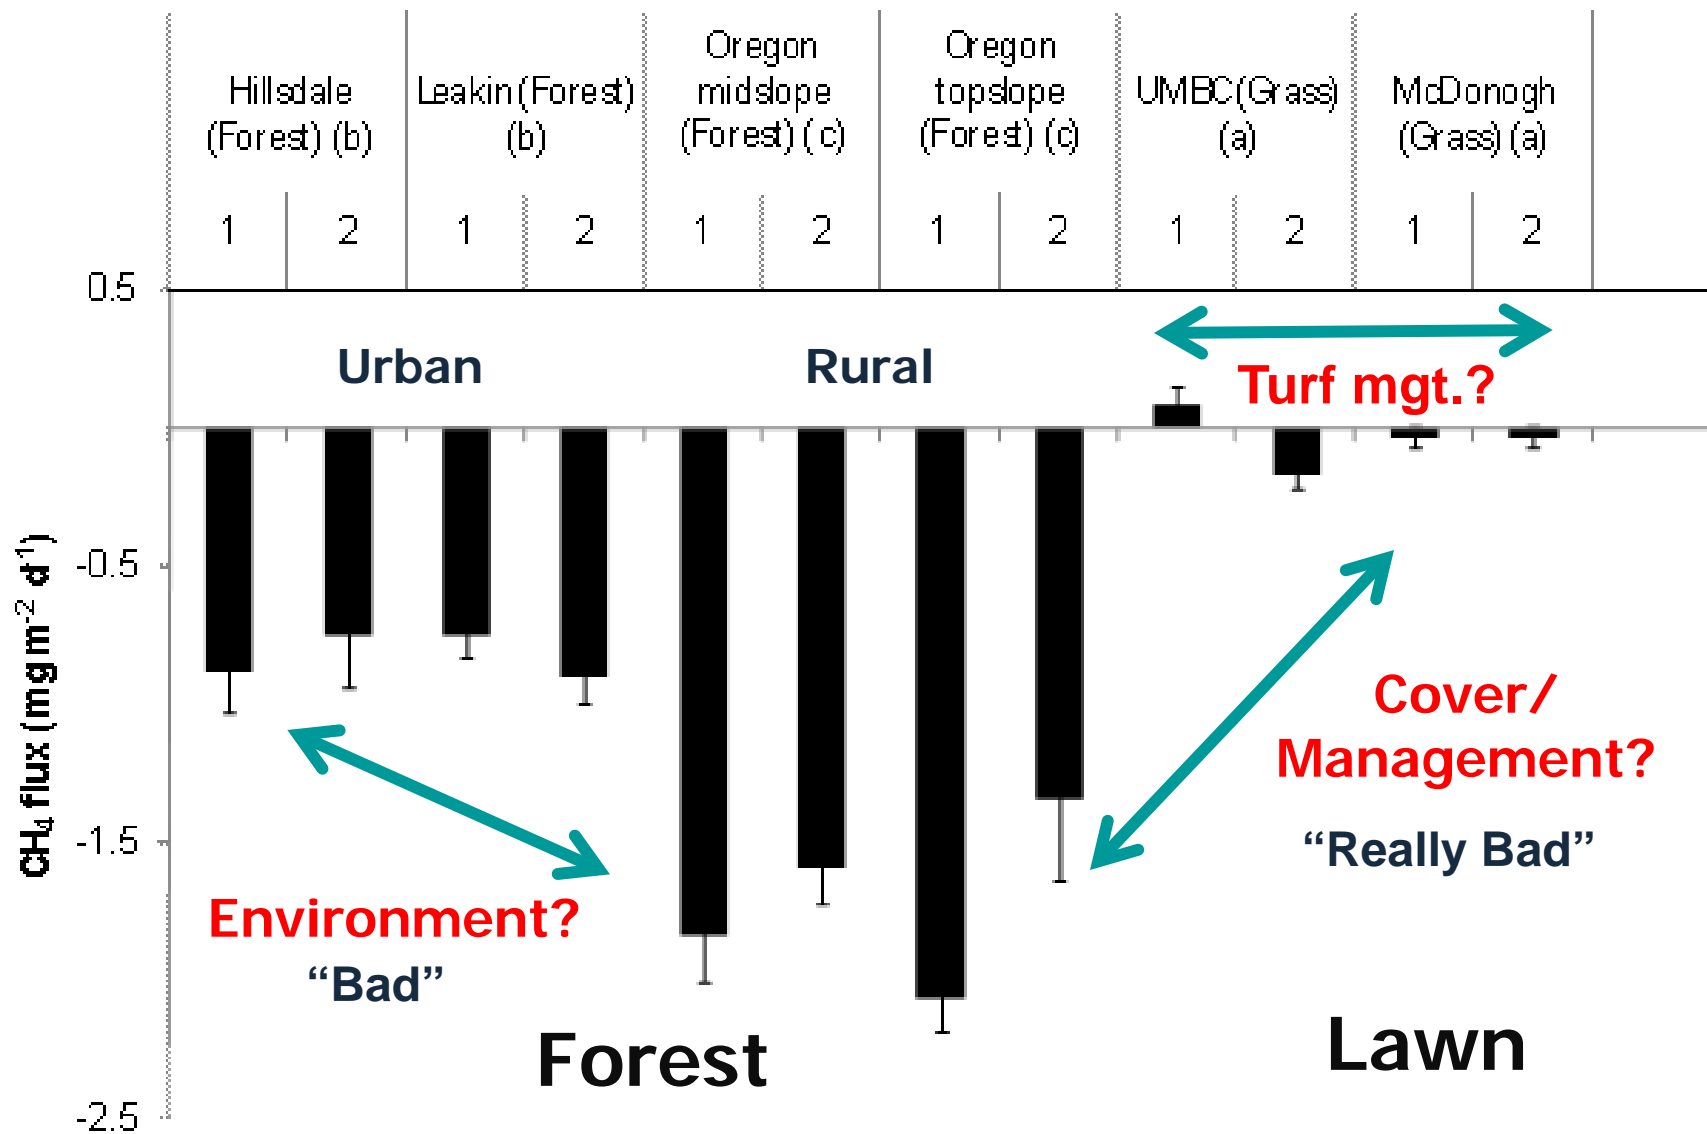 Hillsdale
(Forest) (b)
Leakin (Forest)
(b)
Oregon
midslope
(Forest) ( c)
Oregon
topslope
(Forest) (c)
UMBC (Grass)
(a)
McDonogh
(Grass) (a)
1 2 1 2 1 2 1 2 1 2 1 2
0.5
Urban
Rural
Turf mgt.?
-0.5
CH₄ flux (mg m⁻² d⁻¹)
Cover/
Management?
-1.5
“Really Bad”
Environment?
“Bad”
Forest
Lawn
-2.5